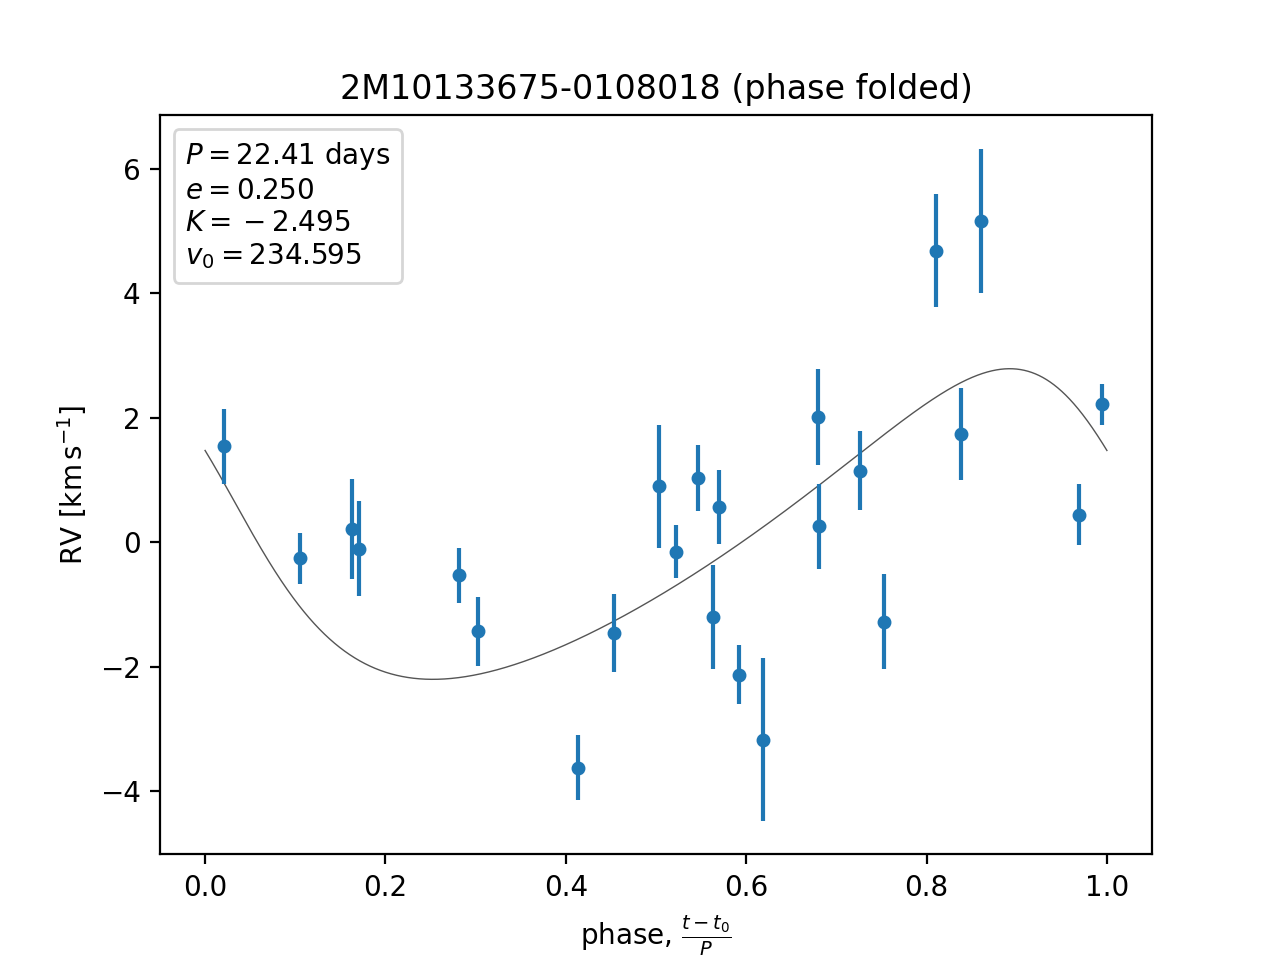 2M10133675-0108018 (phase folded)
P = 22.41 days
e = 0.250
K = −2.495
v₀ = 234.595
6
4
2
0
−2
−4
RV [km s⁻¹]
0.0 0.2 0.4 0.6 0.8 1.0
phase, (t − t₀)/P